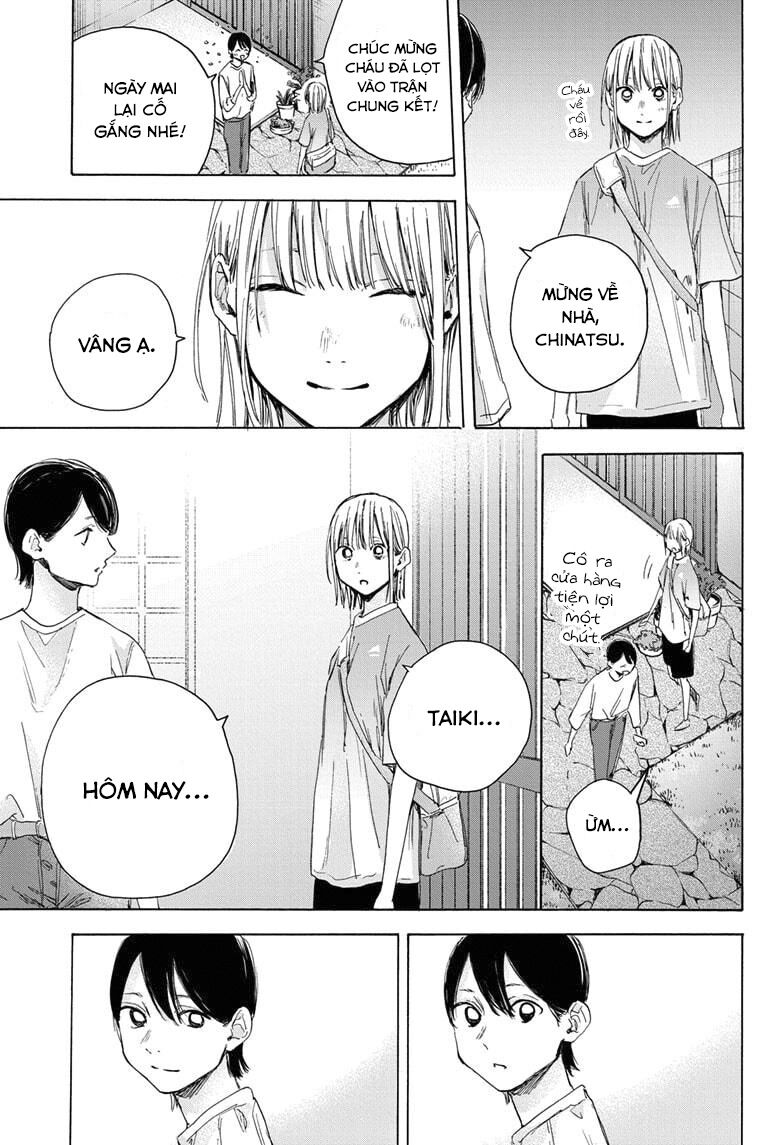 Cháu
về
rồi
đây.
MỪNG VỀ
NHÀ,
CHINATSU.
CHÚC MỪNG
CHÁU ĐÃ LỌT
VÀO TRẬN
CHUNG KẾT!
NGÀY MAI
LẠI CỐ
GẮNG NHÉ!
VÂNG Ạ.
Cô ra
cửa hàng
tiện lợi
một
chút.
ỪM...
TAIKI...
HÔM NAY...